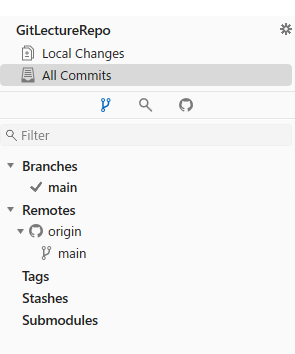 GitLectureRepo
Local Changes
All Commits
Filter
Branches
main
Remotes
origin
main
Tags
Stashes
Submodules